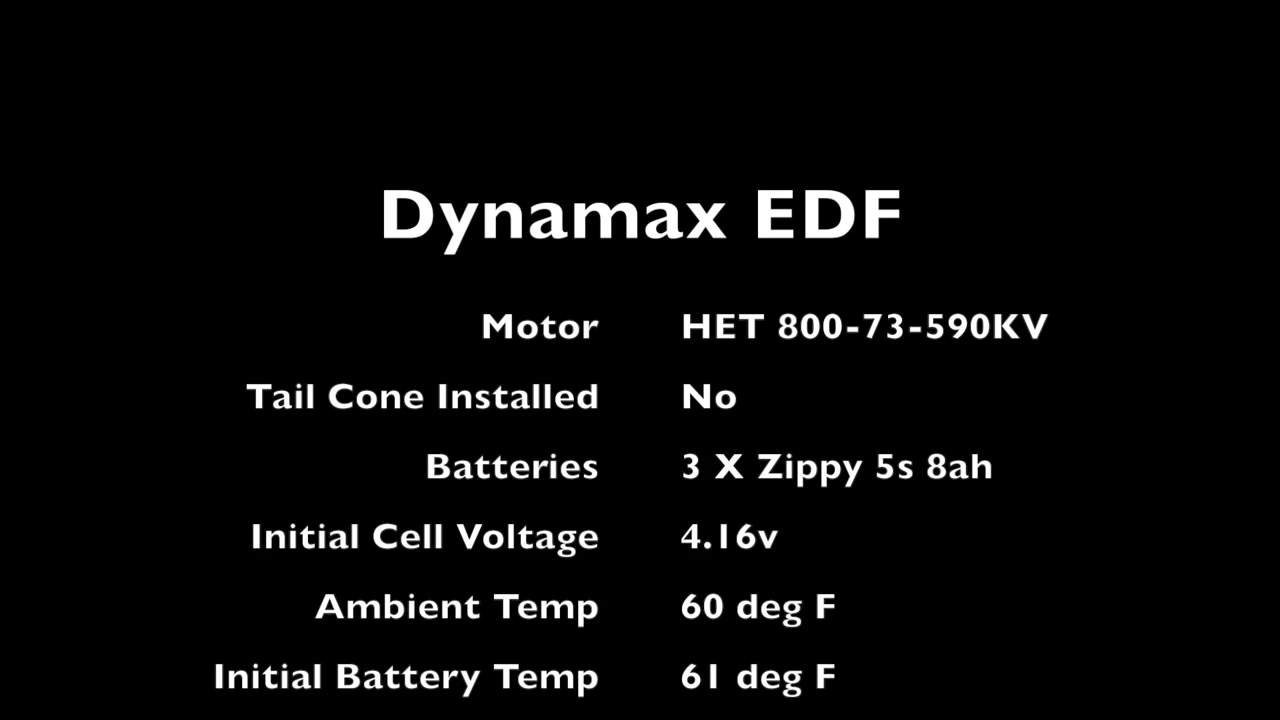 Dynamax EDF
Motor HET 800-73-590KV
Tail Cone Installed No
Batteries 3 X Zippy 5s 8ah
Initial Cell Voltage 4.16v
Ambient Temp 60 deg F
Initial Battery Temp 61 deg F